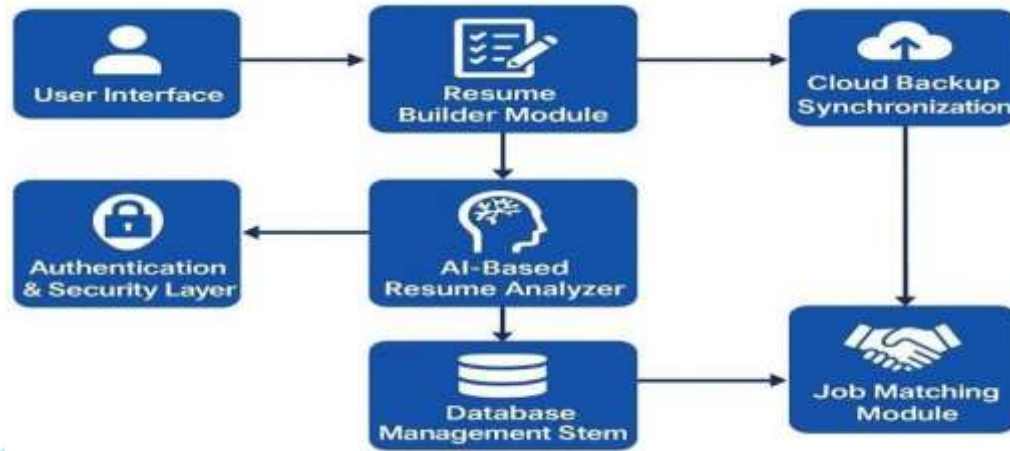 User Interface
Resume
Builder Module
Cloud Backup
Synchronization
Authentication
& Security Layer
AI-Based
Resume Analyzer
Database
Management Stem
Job Matching
Module